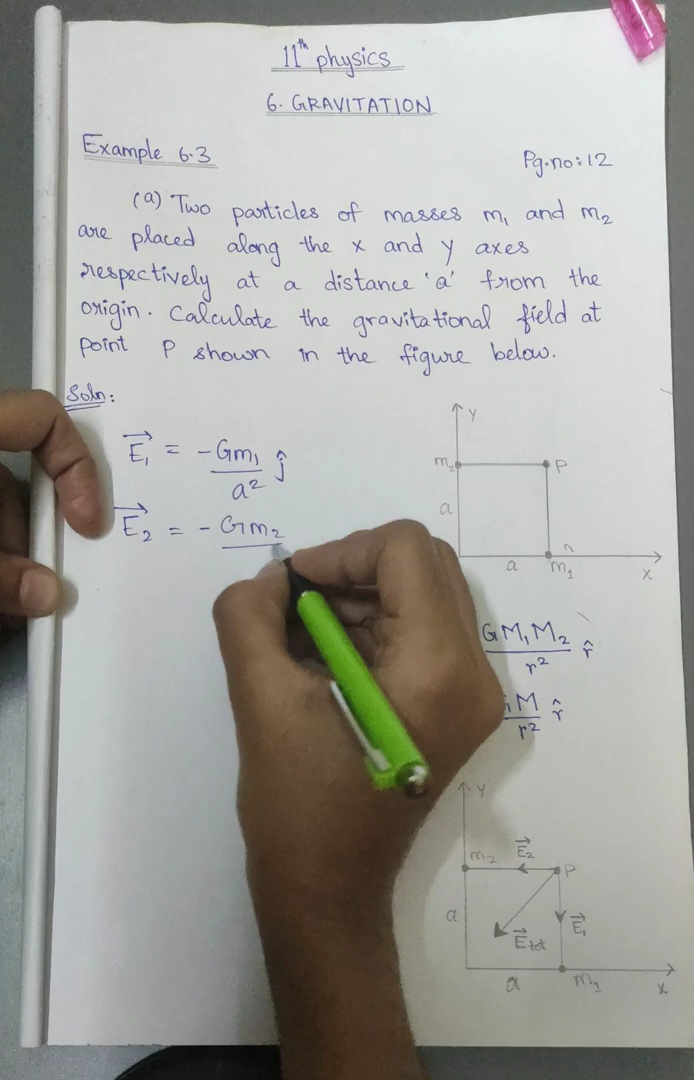 11th physics
6. GRAVITATION
Example 6.3
Pg.no:12
(a) Two particles of masses m₁ and m₂
are placed along the x and y axes
respectively at a distance 'a' from the
origin. Calculate the gravitational field at
point P shown in the figure below.
Soln:
E₁→ = -Gm₁/a² ĵ
E₂→ = - Gm₂
Y
m₂ P
a
a m₁ x
GM₁M₂/r² r̂
M/r² r̂
Y
m₂ E₂→ P
a E₁→
E→tot
a m₁ x